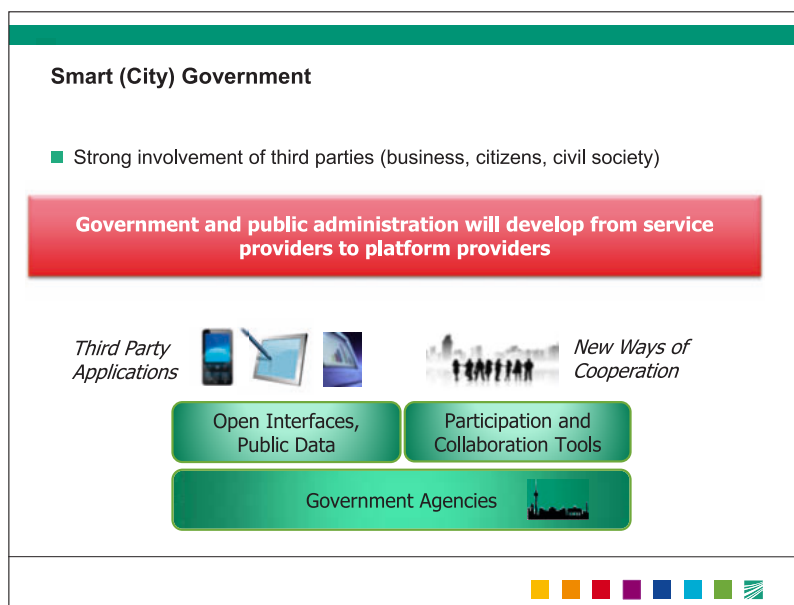 Smart (City) Government
Strong involvement of third parties (business, citizens, civil society)
Government and public administration will develop from service
providers to platform providers
Third Party
Applications
New Ways of
Cooperation
Open Interfaces,
Public Data
Participation and
Collaboration Tools
Government Agencies